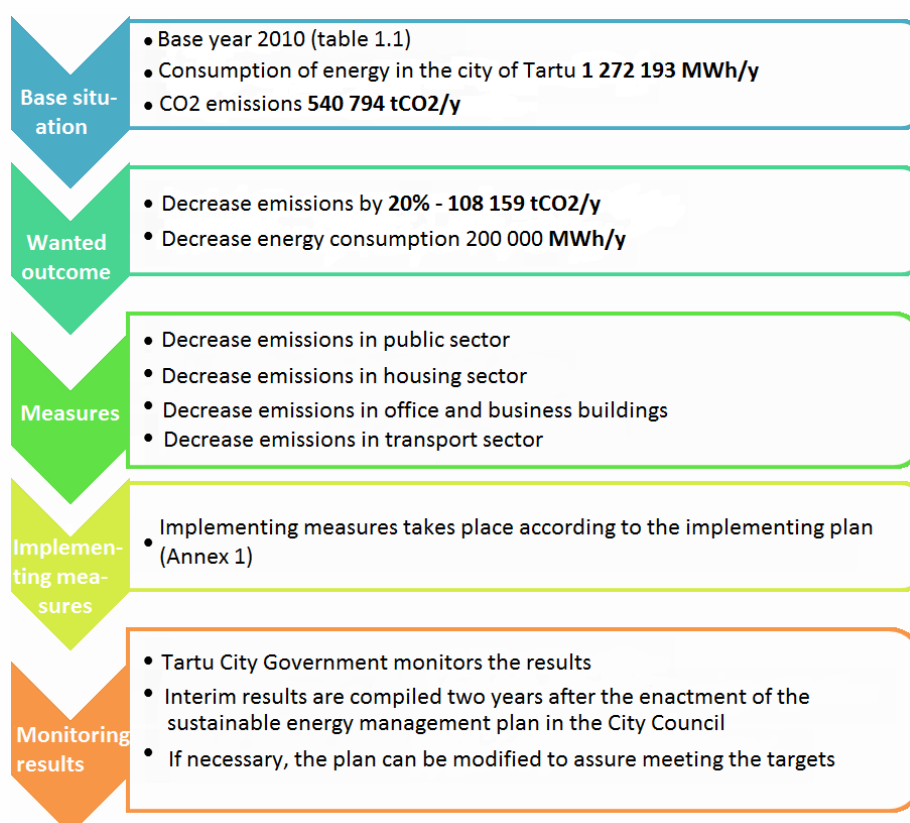 Base situ-
ation
• Base year 2010 (table 1.1)
• Consumption of energy in the city of Tartu 1 272 193 MWh/y
• CO2 emissions 540 794 tCO2/y
Wanted
outcome
• Decrease emissions by 20% - 108 159 tCO2/y
• Decrease energy consumption 200 000 MWh/y
Measures
• Decrease emissions in public sector
• Decrease emissions in housing sector
• Decrease emissions in office and business buildings
• Decrease emissions in transport sector
Implemen-
ting mea-
sures
• Implementing measures takes place according to the implementing plan
(Annex 1)
Monitoring
results
• Tartu City Government monitors the results
• Interim results are compiled two years after the enactment of the
sustainable energy management plan in the City Council
• If necessary, the plan can be modified to assure meeting the targets